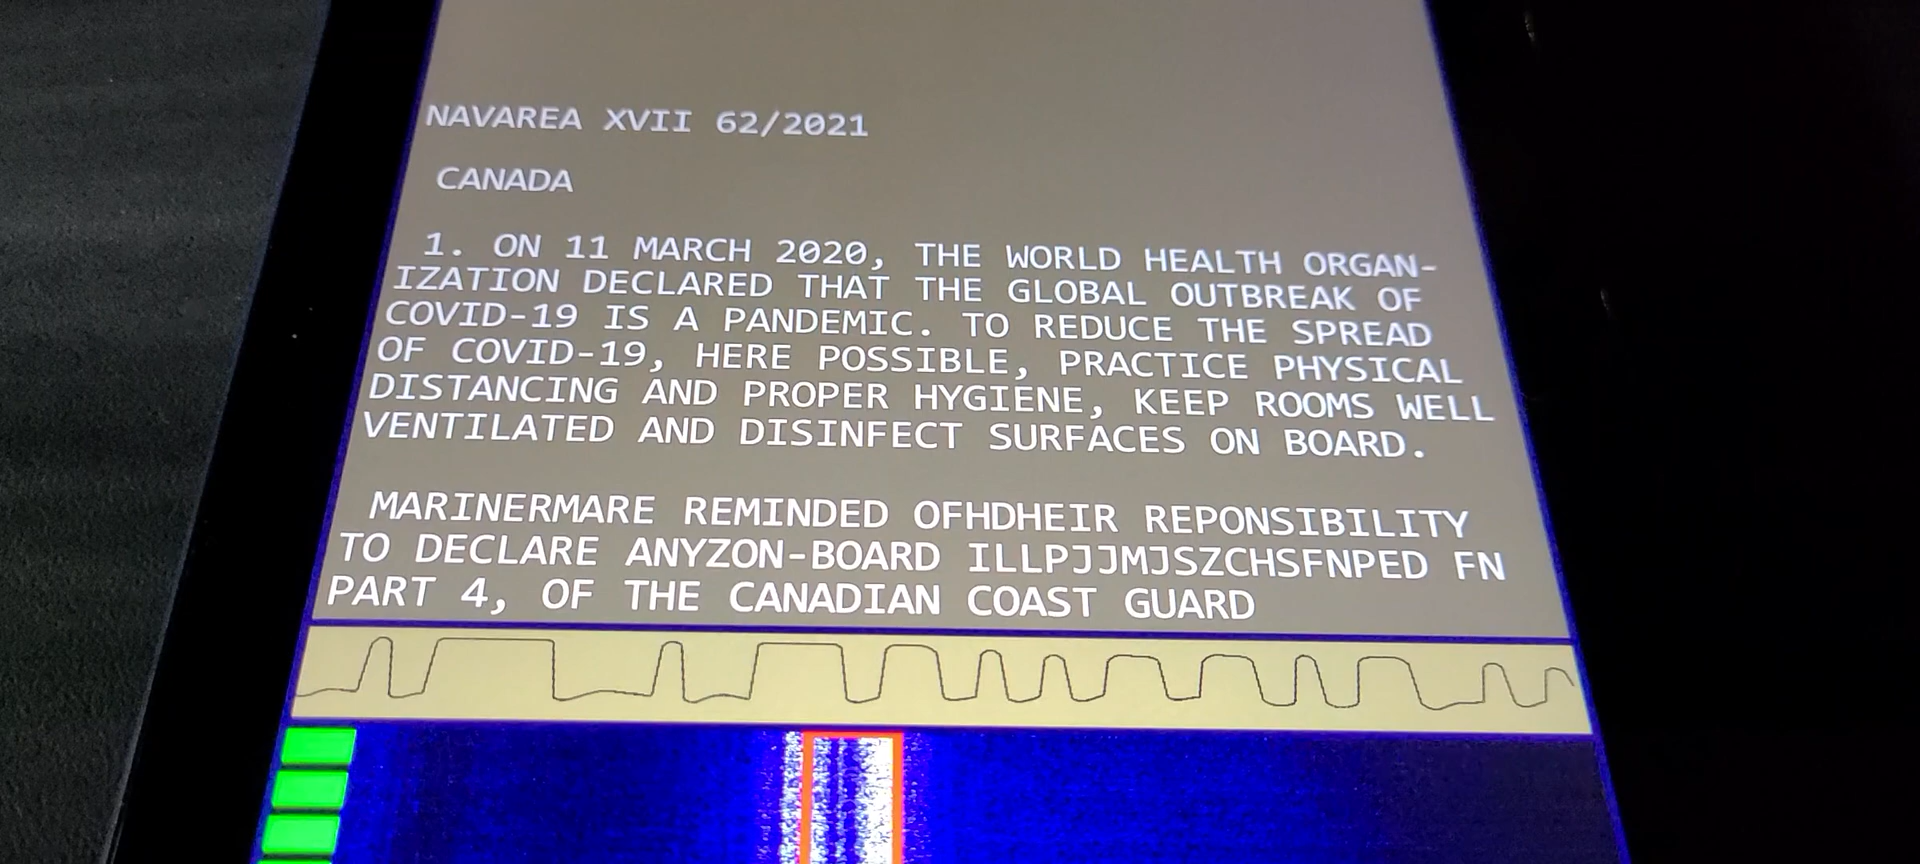 NAVAREA XVII 62/2021
CANADA
1. ON 11 MARCH 2020, THE WORLD HEALTH ORGAN-
IZATION DECLARED THAT THE GLOBAL OUTBREAK OF
COVID-19 IS A PANDEMIC. TO REDUCE THE SPREAD
OF COVID-19, HERE POSSIBLE, PRACTICE PHYSICAL
DISTANCING AND PROPER HYGIENE, KEEP ROOMS WELL
VENTILATED AND DISINFECT SURFACES ON BOARD.
MARINERMARE REMINDED OFHDHEIR REPONSIBILITY
TO DECLARE ANYZON-BOARD ILLPJJMJSZCHSFNPED FN
PART 4, OF THE CANADIAN COAST GUARD